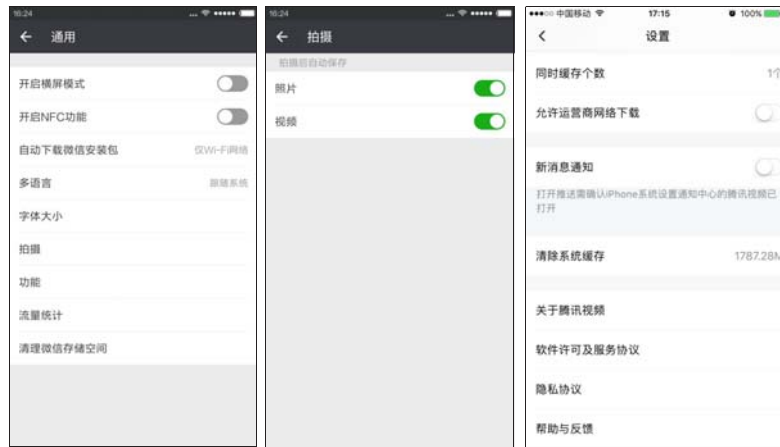 10:24
通用
开启横屏模式
开启NFC功能
自动下载微信安装包 仅Wi-Fi网络
多语言 跟随系统
字体大小
拍摄
功能
流量统计
清理微信存储空间
10:24
拍摄
拍摄后自动保存
照片
视频
中国移动 17:15 100%
设置
同时缓存个数 1个
允许运营商网络下载
新消息通知
打开推送需确认iPhone系统设置通知中心的腾讯视频已
打开
清除系统缓存 1787.28M
关于腾讯视频
软件许可及服务协议
隐私协议
帮助与反馈